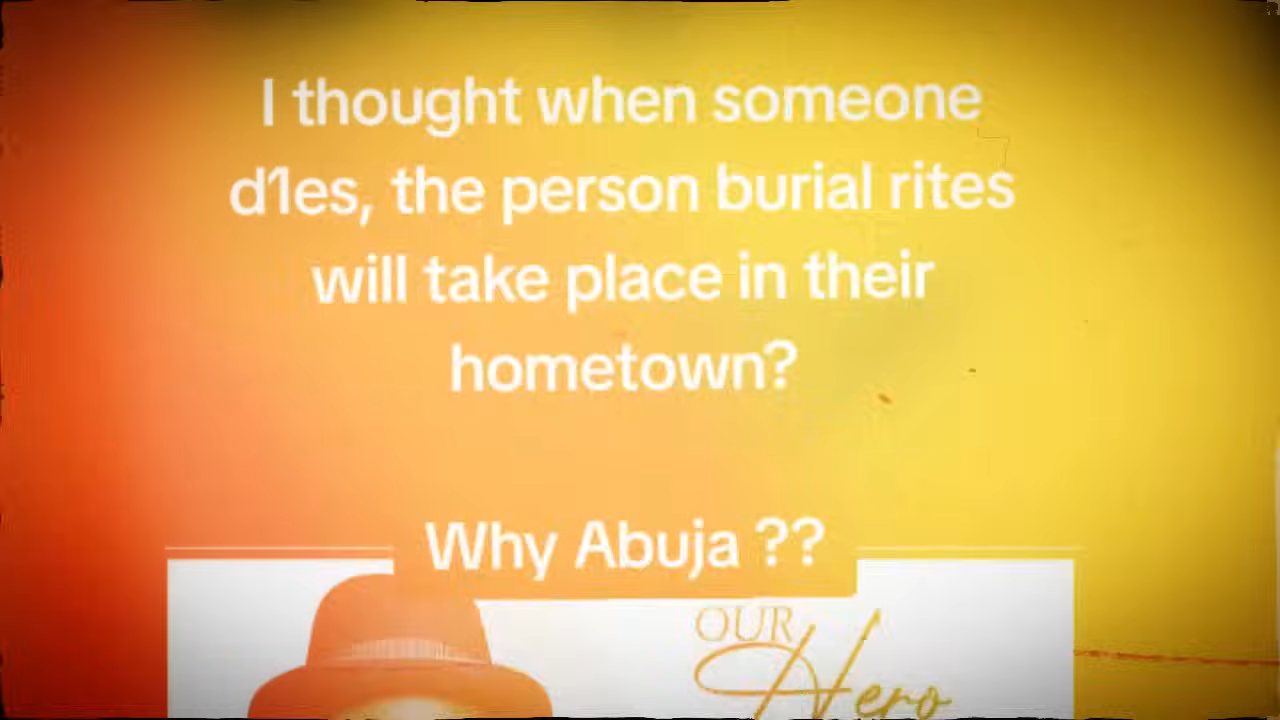 I thought when someone
d1es, the person burial rites
will take place in their
hometown?
Why Abuja ??
OUR
Hero